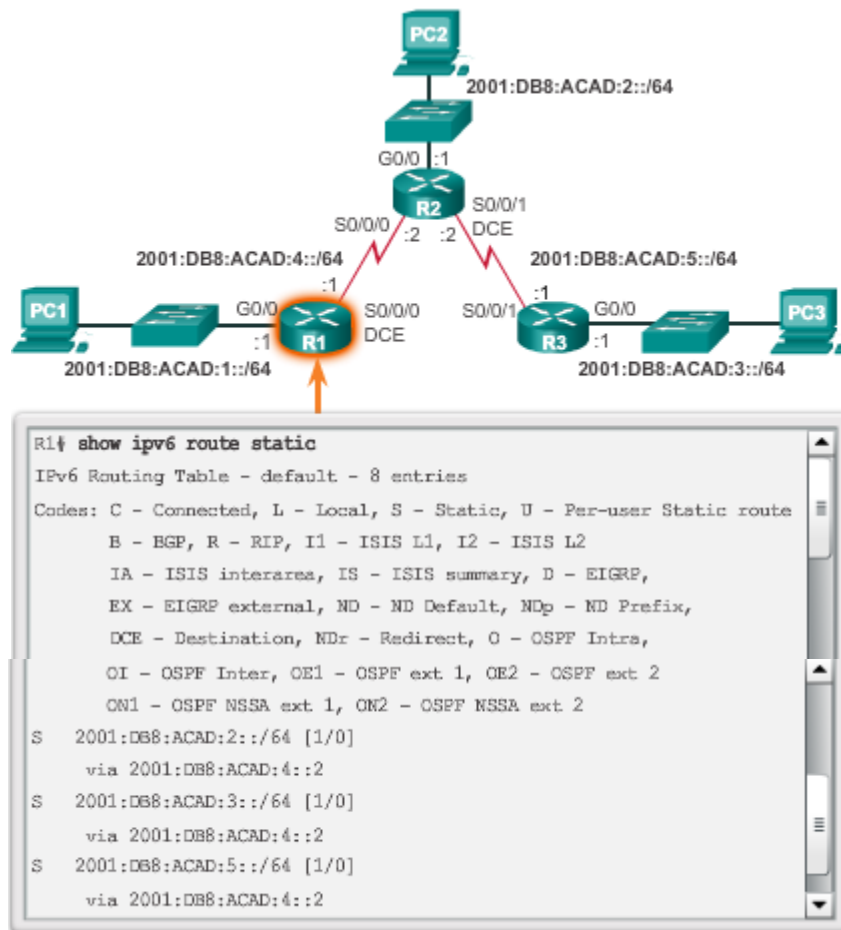 PC2
2001:DB8:ACAD:2::/64
G0/0 :1
R2
S0/0/0
:2
:2
S0/0/1
DCE
2001:DB8:ACAD:4::/64
2001:DB8:ACAD:5::/64
:1
:1
PC1
G0/0
:1
R1
S0/0/0
DCE
S0/0/1
R3
G0/0
:1
PC3
2001:DB8:ACAD:1::/64
2001:DB8:ACAD:3::/64
R1# show ipv6 route static
IPv6 Routing Table - default - 8 entries
Codes: C - Connected, L - Local, S - Static, U - Per-user Static route
B - BGP, R - RIP, I1 - ISIS L1, I2 - ISIS L2
IA - ISIS interarea, IS - ISIS summary, D - EIGRP,
EX - EIGRP external, ND - ND Default, NDp - ND Prefix,
DCE - Destination, NDr - Redirect, O - OSPF Intra,
OI - OSPF Inter, OE1 - OSPF ext 1, OE2 - OSPF ext 2
ON1 - OSPF NSSA ext 1, ON2 - OSPF NSSA ext 2
S 2001:DB8:ACAD:2::/64 [1/0]
via 2001:DB8:ACAD:4::2
S 2001:DB8:ACAD:3::/64 [1/0]
via 2001:DB8:ACAD:4::2
S 2001:DB8:ACAD:5::/64 [1/0]
via 2001:DB8:ACAD:4::2